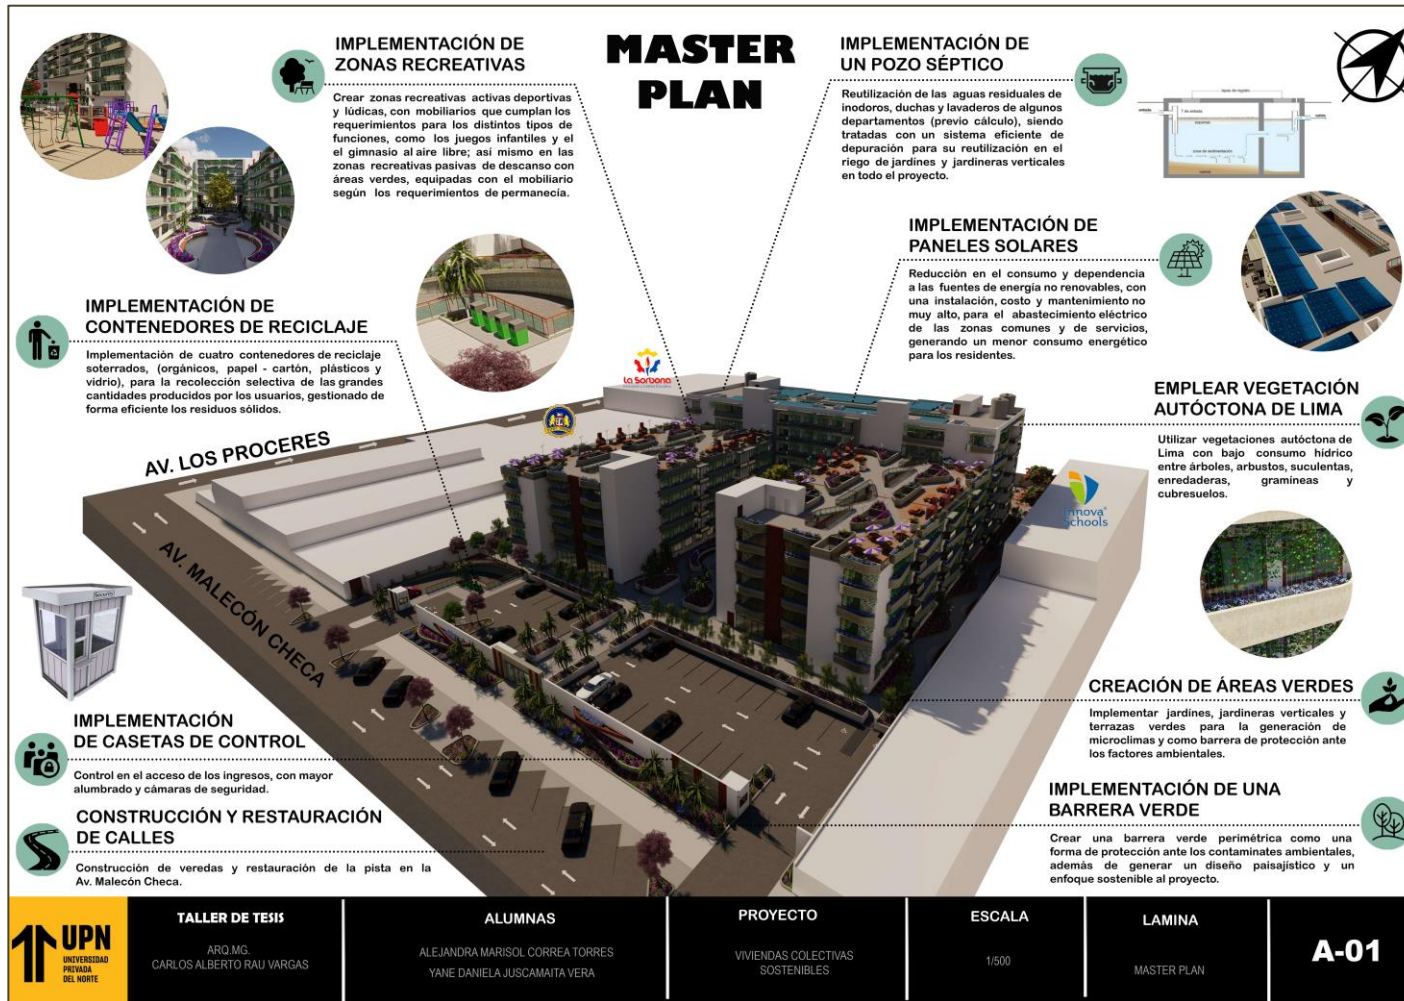 MASTER
PLAN
IMPLEMENTACIÓN DE
ZONAS RECREATIVAS
Crear zonas recreativas activas deportivas
y lúdicas, con mobiliarios que cumplan los
requerimientos para los distintos tipos de
funciones, como los juegos infantiles y el
el gimnasio al aire libre; así mismo en las
zonas recreativas pasivas de descanso con
áreas verdes, equipadas con el mobiliario
según los requerimientos de permanecía.
IMPLEMENTACIÓN DE
UN POZO SÉPTICO
Reutilización de las aguas residuales de
inodoros, duchas y lavaderos de algunos
departamentos (previo cálculo), siendo
tratadas con un sistema eficiente de
depuración para su reutilización en el
riego de jardines y jardineras verticales
en todo el proyecto.
IMPLEMENTACIÓN DE
PANELES SOLARES
Reducción en el consumo y dependencia
a las fuentes de energía no renovables, con
una instalación, costo y mantenimiento no
muy alto, para el abastecimiento eléctrico
de las zonas comunes y de servicios,
generando un menor consumo energético
para los residentes.
IMPLEMENTACIÓN DE
CONTENEDORES DE RECICLAJE
Implementación de cuatro contenedores de reciclaje
soterrados, (orgánicos, papel - cartón, plásticos y
vidrio), para la recolección selectiva de las grandes
cantidades producidos por los usuarios, gestionado de
forma eficiente los residuos sólidos.
La Sorbona
EMPLEAR VEGETACIÓN
AUTÓCTONA DE LIMA
Utilizar vegetaciones autóctona de
Lima con bajo consumo hídrico
entre árboles, arbustos, suculentas,
enredaderas, gramíneas y
cubresuelos.
AV. LOS PROCERES
AV. MALECÓN CHECA
Innova
Schools
CREACIÓN DE ÁREAS VERDES
Implementar jardínes, jardineras verticales y
terrazas verdes para la generación de
microclimas y como barrera de protección ante
los factores ambientales.
IMPLEMENTACIÓN
DE CASETAS DE CONTROL
Control en el acceso de los ingresos, con mayor
alumbrado y cámaras de seguridad.
IMPLEMENTACIÓN DE UNA
BARRERA VERDE
Crear una barrera verde perimétrica como una
forma de protección ante los contaminates ambientales,
además de generar un diseño paisajístico y un
enfoque sostenible al proyecto.
CONSTRUCCIÓN Y RESTAURACIÓN
DE CALLES
Construcción de veredas y restauración de la pista en la
Av. Malecón Checa.
UPN
UNIVERSIDAD
PRIVADA
DEL NORTE
TALLER DE TESIS
ARQ.MG.
CARLOS ALBERTO RAU VARGAS
ALUMNAS
ALEJANDRA MARISOL CORREA TORRES
YANE DANIELA JUSCAMAITA VERA
PROYECTO
VIVIENDAS COLECTIVAS
SOSTENIBLES
ESCALA
1/500
LAMINA
MASTER PLAN
A-01